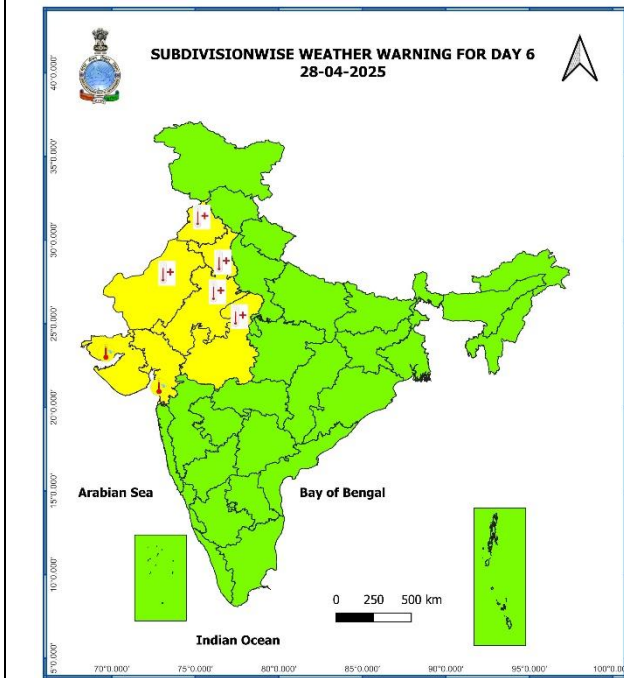 SUBDIVISIONWISE WEATHER WARNING FOR DAY 6
28-04-2025
40°0.000'
35°0.000'
30°0.000'
25°0.000'
20°0.000'
15°0.000'
10°0.000'
5°0.000'
Arabian Sea
Bay of Bengal
0 250 500 km
Indian Ocean
70°0.000' 75°0.000' 80°0.000' 85°0.000' 90°0.000' 95°0.000' 100°0.0